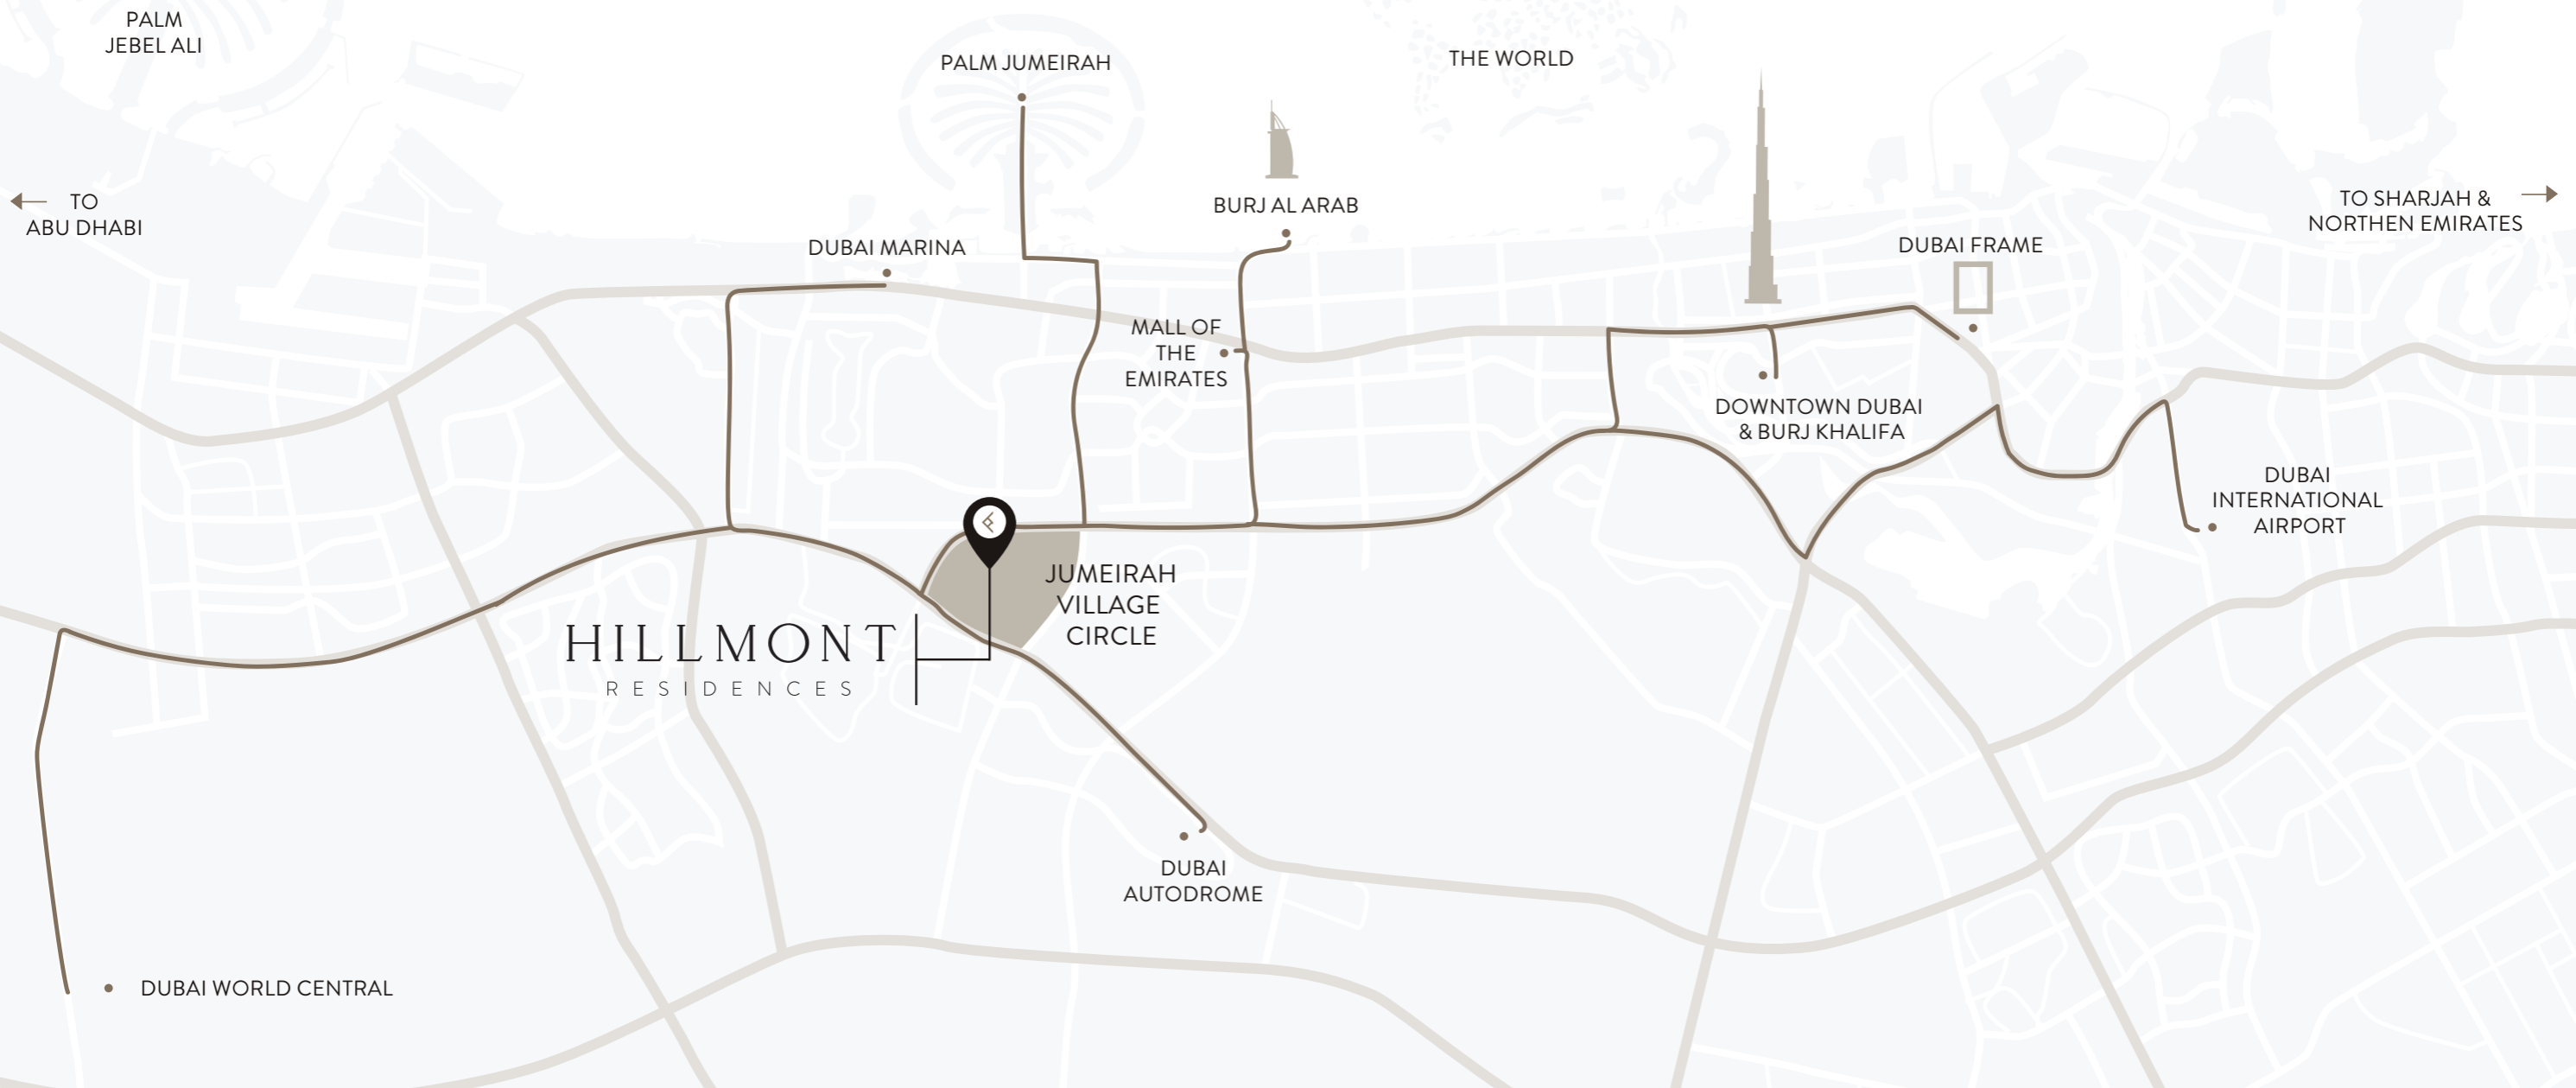 PALM
JEBEL ALI
PALM JUMEIRAH
THE WORLD
TO
ABU DHABI
BURJ AL ARAB
TO SHARJAH &
NORTHEN EMIRATES
DUBAI MARINA
DUBAI FRAME
MALL OF
THE
EMIRATES
DOWNTOWN DUBAI
& BURJ KHALIFA
DUBAI
INTERNATIONAL
AIRPORT
JUMEIRAH
VILLAGE
CIRCLE
HILLMONT
RESIDENCES
DUBAI
AUTODROME
DUBAI WORLD CENTRAL